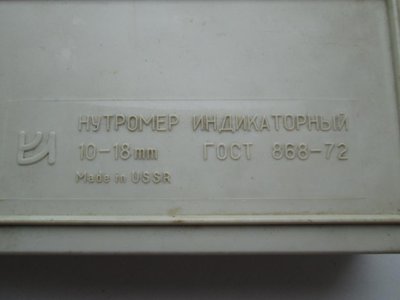 НУТРОМЕР ИНДИКАТОРНЫЙ
10-18 mm ГОСТ 868-72
Made in USSR